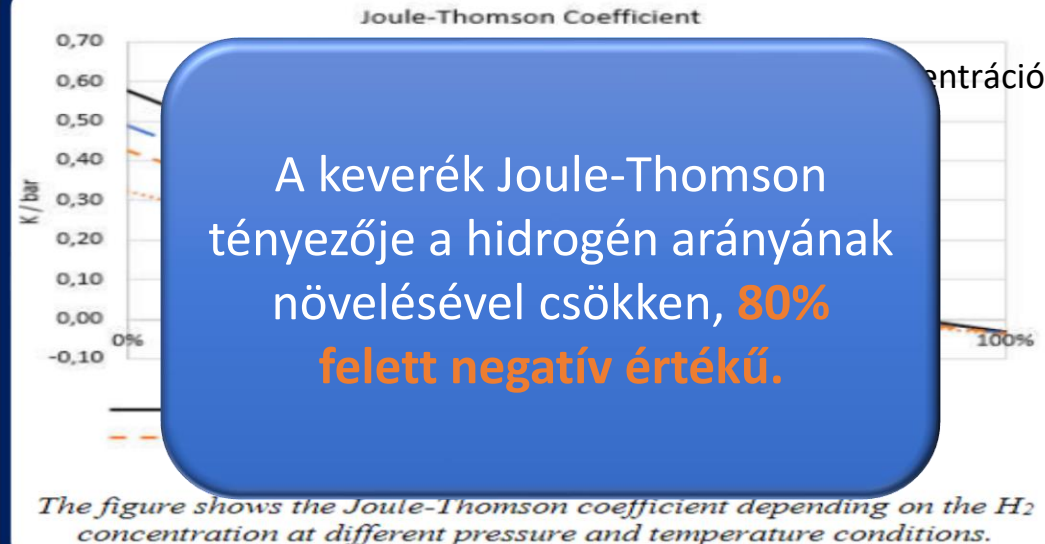 Joule-Thomson Coefficient
0,70
0,60
entráció
0,50
0,40
K/bar
0,30
0,20
0,10
0,00
-0,10
0%
100%
A keverék Joule-Thomson
tényezője a hidrogén arányának
növelésével csökken, 80%
felett negatív értékű.
The figure shows the Joule-Thomson coefficient depending on the H₂
concentration at different pressure and temperature conditions.